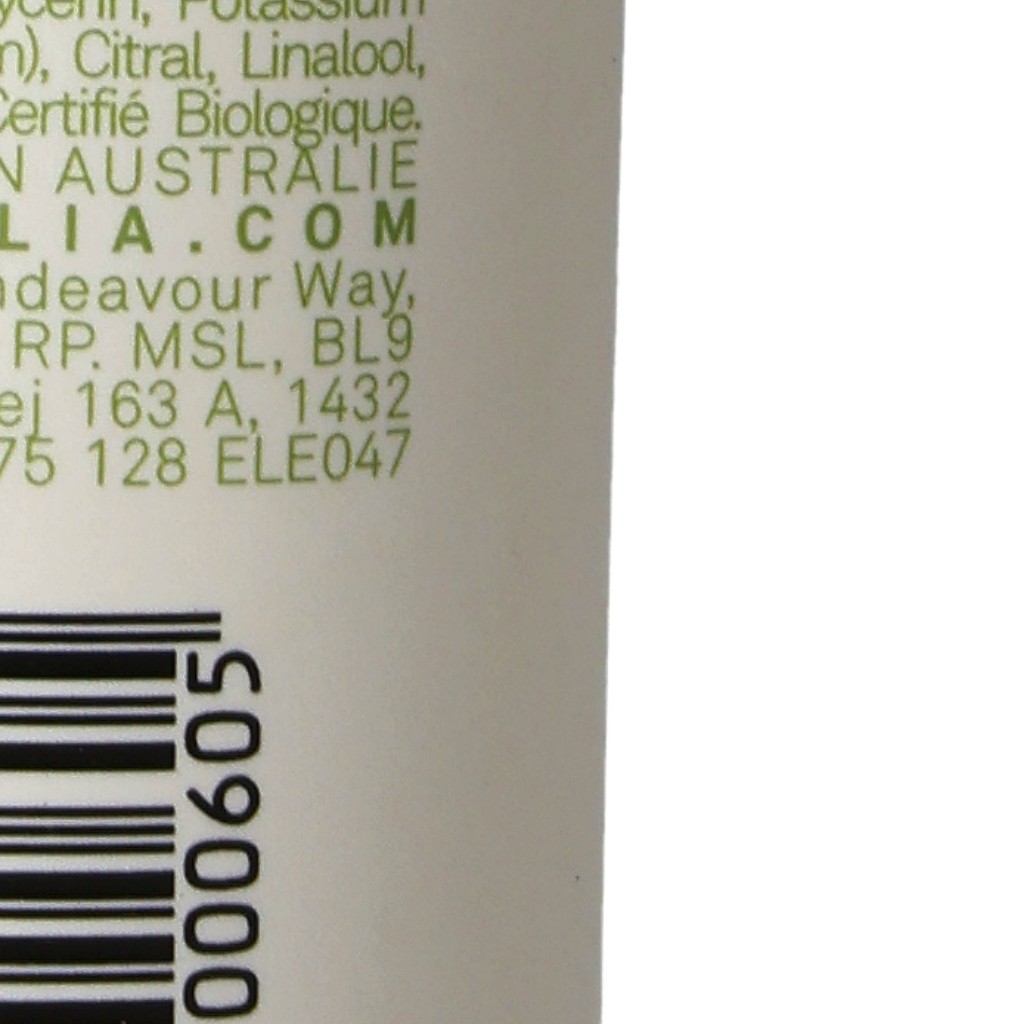 Potassium
Citral, Linalool,
Certifié Biologique.
N AUSTRALIE
LIA.COM
ndeavour Way,
RP. MSL, BL9
ej 163 A, 1432
75 128 ELE047
000605